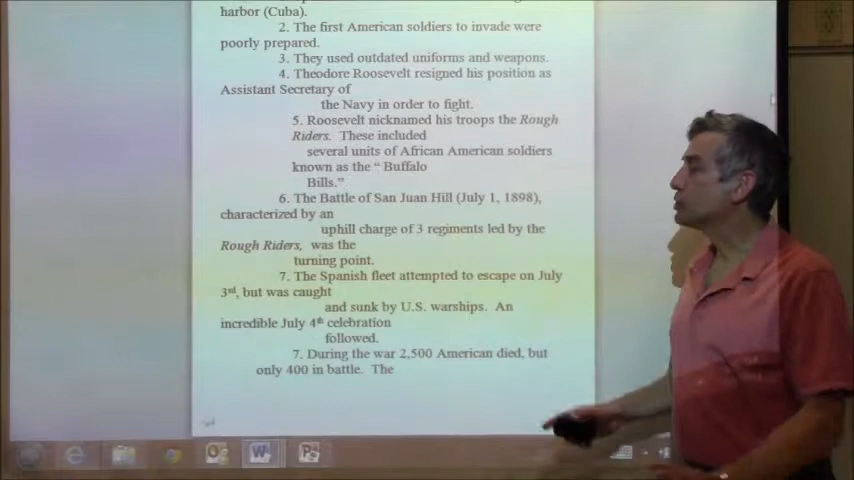 harbor (Cuba).
2. The first American soldiers to invade were
poorly prepared.
3. They used outdated uniforms and weapons.
4. Theodore Roosevelt resigned his position as
Assistant Secretary of
the Navy in order to fight.
5. Roosevelt nicknamed his troops the Rough
Riders. These included
several units of African American soldiers
known as the “ Buffalo
Bills.”
6. The Battle of San Juan Hill (July 1, 1898),
characterized by an
uphill charge of 3 regiments led by the
Rough Riders, was the
turning point.
7. The Spanish fleet attempted to escape on July
3rd, but was caught
and sunk by U.S. warships. An
incredible July 4th celebration
followed.
7. During the war 2,500 American died, but
only 400 in battle. The